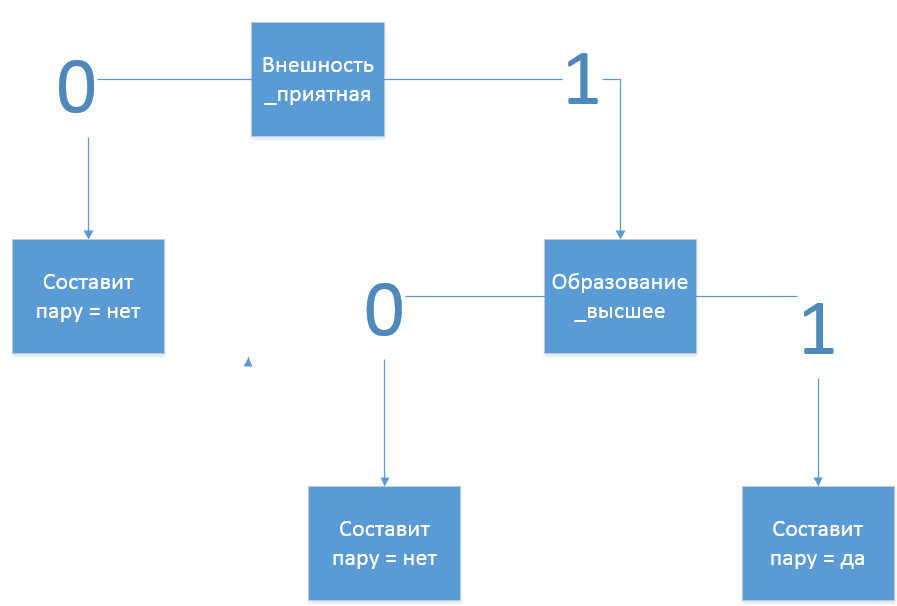 0
Внешность
_приятная
1
Составит
пару = нет
0
Образование
_высшее
1
Составит
пару = нет
Составит
пару = да